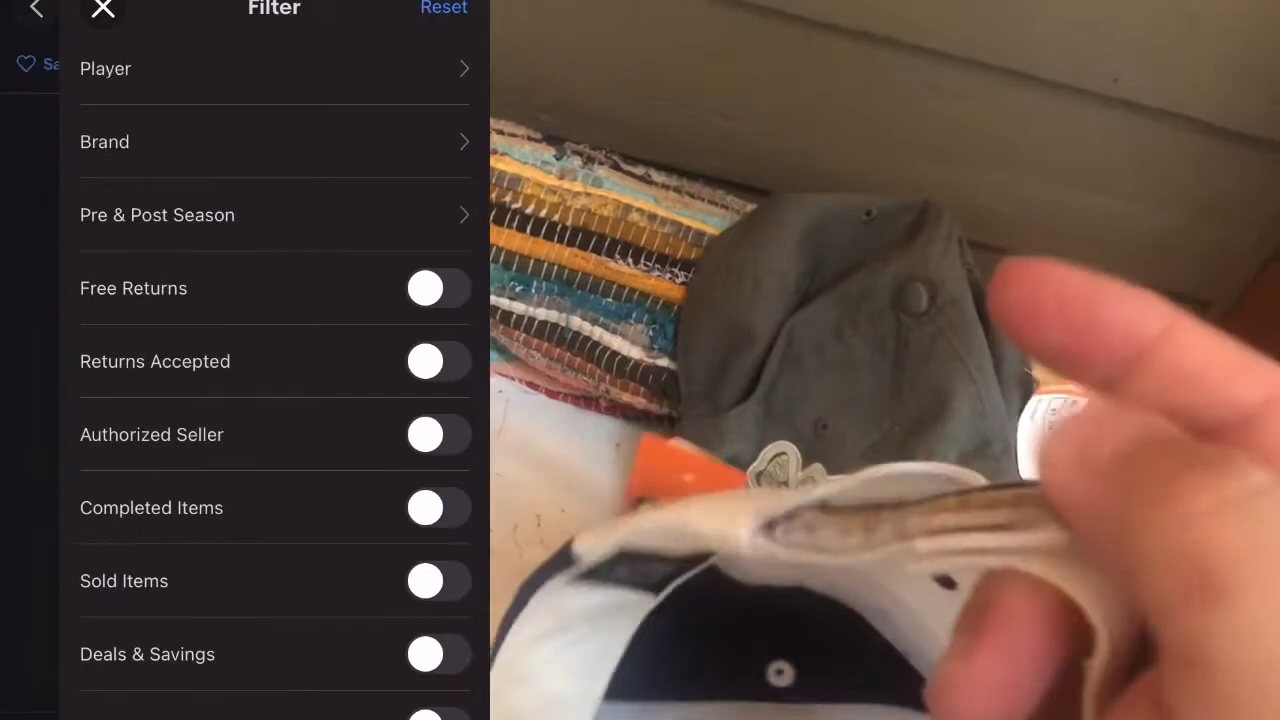 Filter
Reset
Sa
Player
Brand
Pre & Post Season
Free Returns
Returns Accepted
Authorized Seller
Completed Items
Sold Items
Deals & Savings